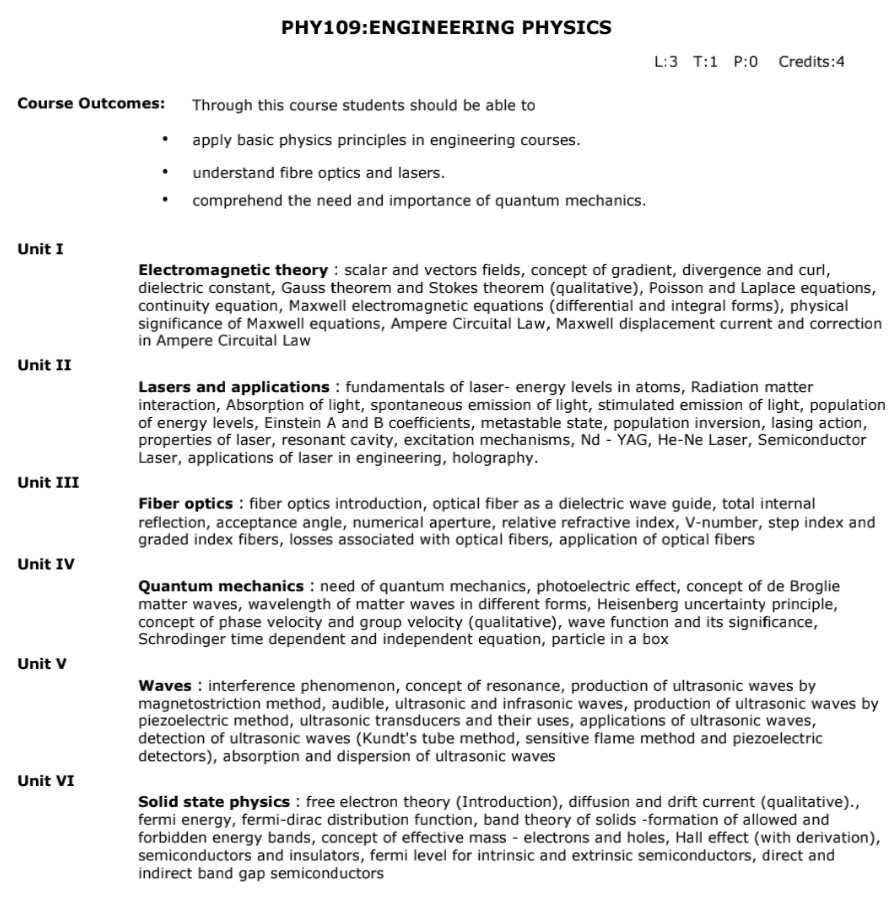 PHY109:ENGINEERING PHYSICS
L:3 T:1 P:0 Credits:4
Course Outcomes: Through this course students should be able to
• apply basic physics principles in engineering courses.
• understand fibre optics and lasers.
• comprehend the need and importance of quantum mechanics.
Unit I
Electromagnetic theory : scalar and vectors fields, concept of gradient, divergence and curl,
dielectric constant, Gauss theorem and Stokes theorem (qualitative), Poisson and Laplace equations,
continuity equation, Maxwell electromagnetic equations (differential and integral forms), physical
significance of Maxwell equations, Ampere Circuital Law, Maxwell displacement current and correction
in Ampere Circuital Law
Unit II
Lasers and applications : fundamentals of laser- energy levels in atoms, Radiation matter
interaction, Absorption of light, spontaneous emission of light, stimulated emission of light, population
of energy levels, Einstein A and B coefficients, metastable state, population inversion, lasing action,
properties of laser, resonant cavity, excitation mechanisms, Nd - YAG, He-Ne Laser, Semiconductor
Laser, applications of laser in engineering, holography.
Unit III
Fiber optics : fiber optics introduction, optical fiber as a dielectric wave guide, total internal
reflection, acceptance angle, numerical aperture, relative refractive index, V-number, step index and
graded index fibers, losses associated with optical fibers, application of optical fibers
Unit IV
Quantum mechanics : need of quantum mechanics, photoelectric effect, concept of de Broglie
matter waves, wavelength of matter waves in different forms, Heisenberg uncertainty principle,
concept of phase velocity and group velocity (qualitative), wave function and its significance,
Schrodinger time dependent and independent equation, particle in a box
Unit V
Waves : interference phenomenon, concept of resonance, production of ultrasonic waves by
magnetostriction method, audible, ultrasonic and infrasonic waves, production of ultrasonic waves by
piezoelectric method, ultrasonic transducers and their uses, applications of ultrasonic waves,
detection of ultrasonic waves (Kundt's tube method, sensitive flame method and piezoelectric
detectors), absorption and dispersion of ultrasonic waves
Unit VI
Solid state physics : free electron theory (Introduction), diffusion and drift current (qualitative).,
fermi energy, fermi-dirac distribution function, band theory of solids -formation of allowed and
forbidden energy bands, concept of effective mass - electrons and holes, Hall effect (with derivation),
semiconductors and insulators, fermi level for intrinsic and extrinsic semiconductors, direct and
indirect band gap semiconductors